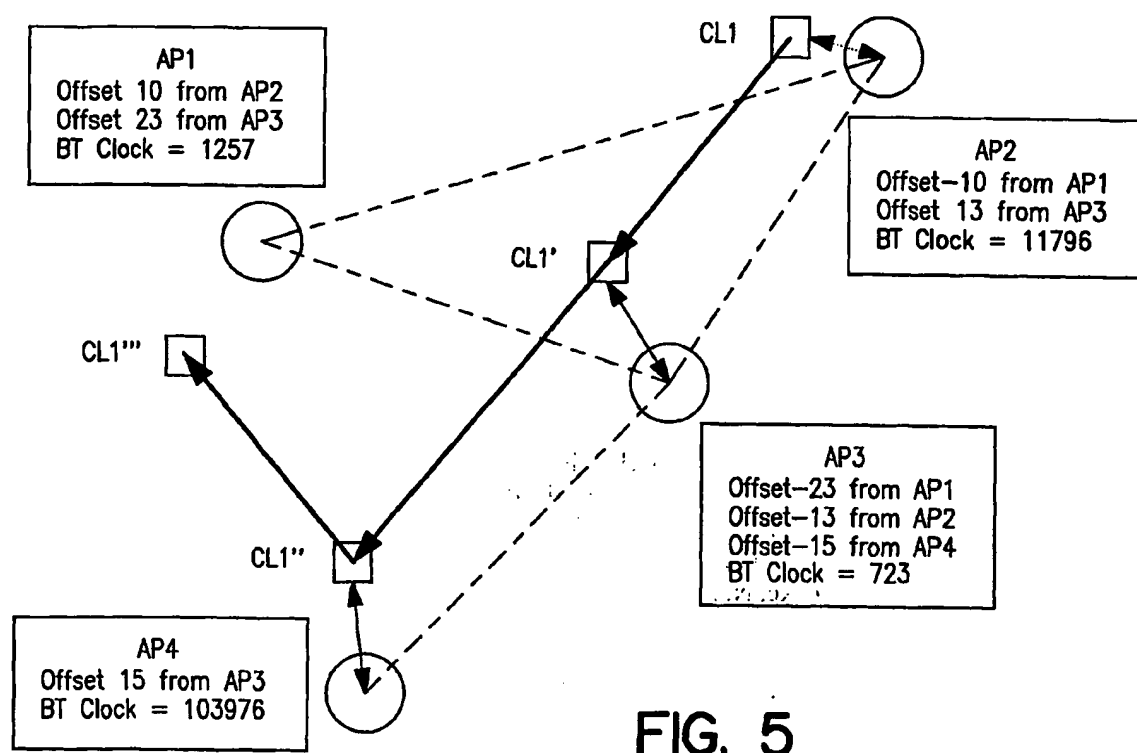 CL1
AP1
Offset 10 from AP2
Offset 23 from AP3
BT Clock = 1257
AP2
Offset-10 from AP1
Offset 13 from AP3
BT Clock = 11796
CL1'
CL1'''
AP3
Offset-23 from AP1
Offset-13 from AP2
Offset-15 from AP4
BT Clock = 723
CL1''
AP4
Offset 15 from AP3
BT Clock = 103976
FIG. 5